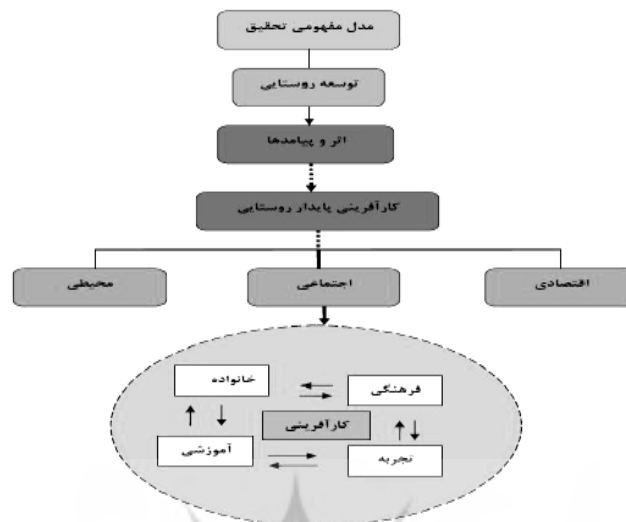 مدل مفهومی تحقیق
توسعه روستایی
اثر و پیامدها
کارآفرینی پایدار روستایی
اقتصادی
اجتماعی
محیطی
فرهنگی
خانواده
کارآفرینی
تجربه
آموزشی